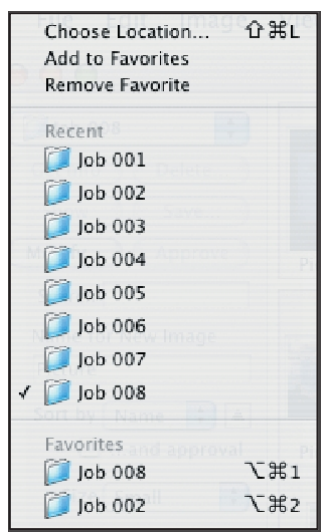 Choose Location... ⇧⌘L
Add to Favorites
Remove Favorite
Recent
Job 001
Job 002
Job 003
Job 004
Job 005
Job 006
Job 007
✓ Job 008
Favorites
Job 008 ⌥⌘1
Job 002 ⌥⌘2